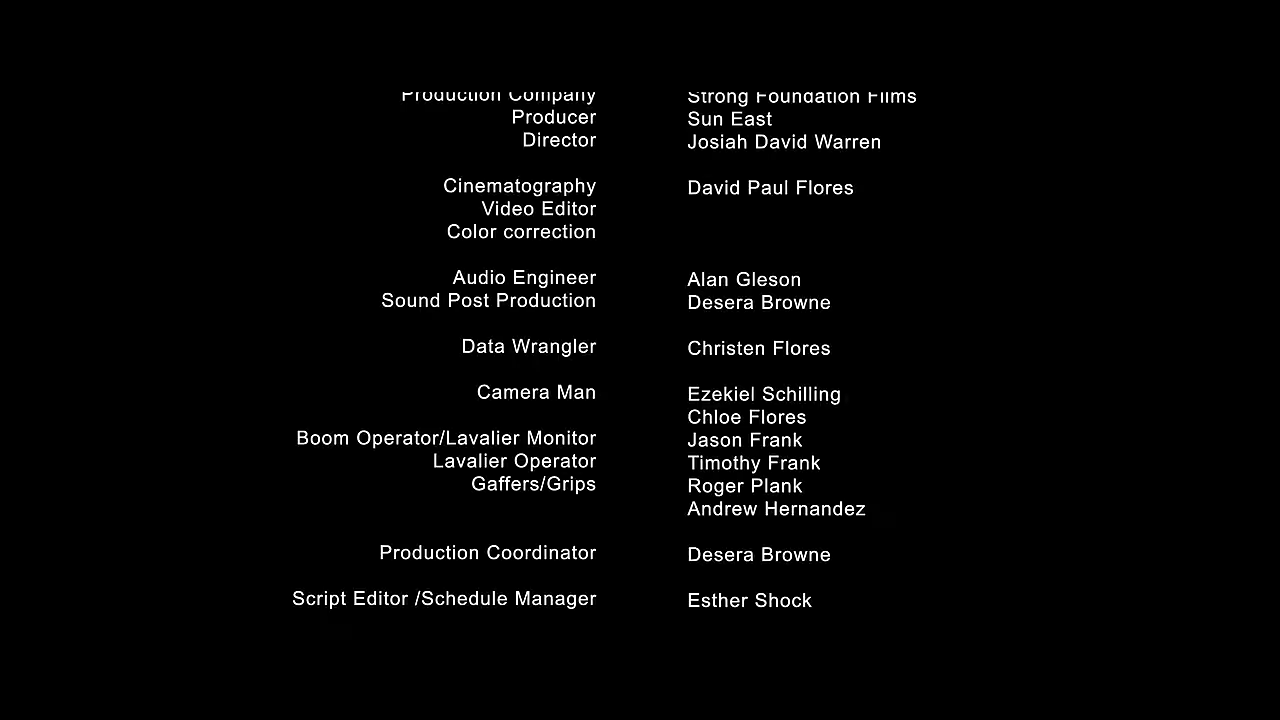 Production Company Strong Foundation Films
Producer Sun East
Director Josiah David Warren
Cinematography David Paul Flores
Video Editor
Color correction
Audio Engineer Alan Gleson
Sound Post Production Desera Browne
Data Wrangler Christen Flores
Camera Man Ezekiel Schilling
Chloe Flores
Boom Operator/Lavalier Monitor Jason Frank
Lavalier Operator Timothy Frank
Gaffers/Grips Roger Plank
Andrew Hernandez
Production Coordinator Desera Browne
Script Editor /Schedule Manager Esther Shock